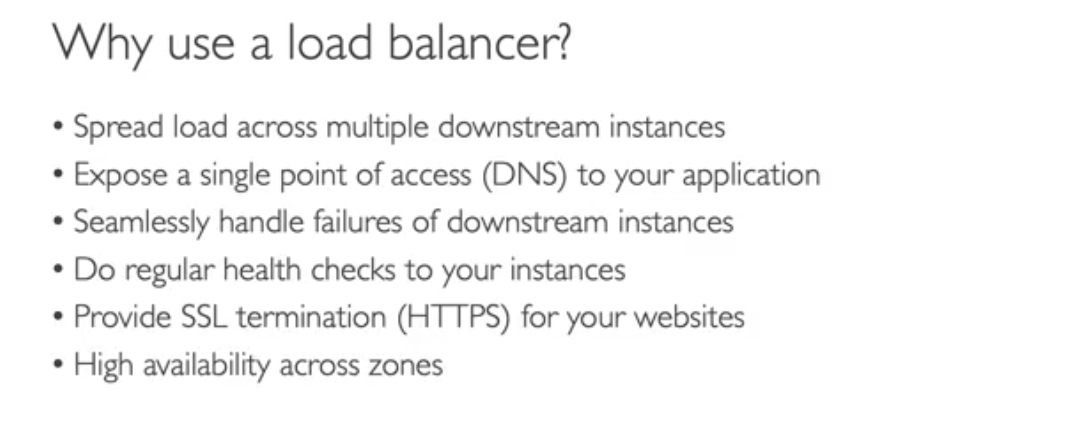 Why use a load balancer?
• Spread load across multiple downstream instances
• Expose a single point of access (DNS) to your application
• Seamlessly handle failures of downstream instances
• Do regular health checks to your instances
• Provide SSL termination (HTTPS) for your websites
• High availability across zones